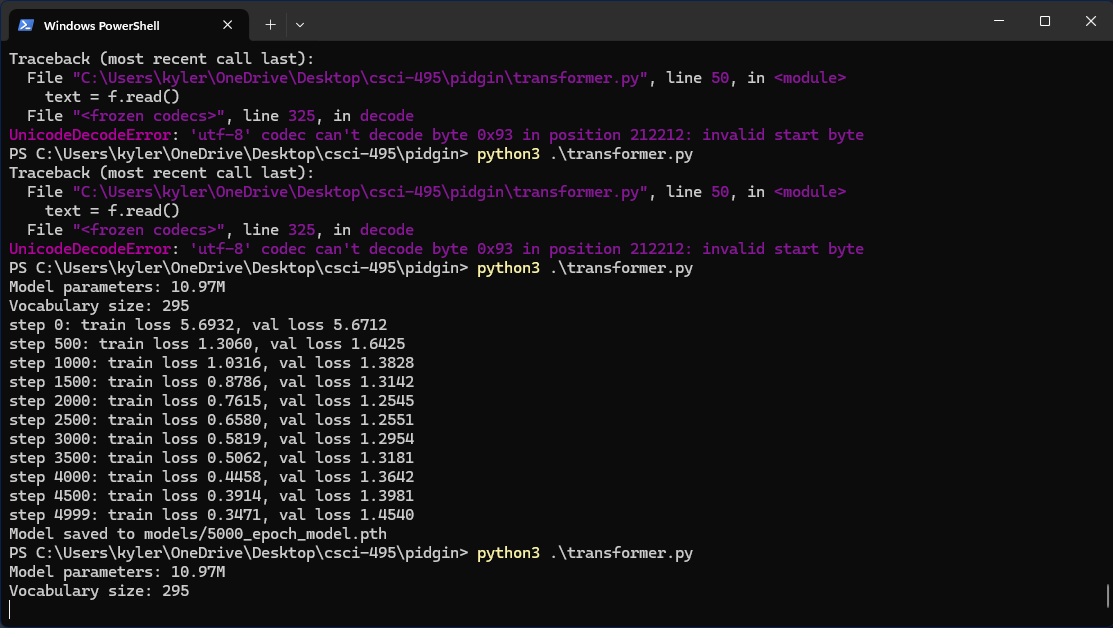 Windows PowerShell
Traceback (most recent call last):
  File "C:\Users\kyler\OneDrive\Desktop\csci-495\pidgin\transformer.py", line 50, in <module>
    text = f.read()
  File "<frozen codecs>", line 325, in decode
UnicodeDecodeError: 'utf-8' codec can't decode byte 0x93 in position 212212: invalid start byte
PS C:\Users\kyler\OneDrive\Desktop\csci-495\pidgin> python3 .\transformer.py
Traceback (most recent call last):
  File "C:\Users\kyler\OneDrive\Desktop\csci-495\pidgin\transformer.py", line 50, in <module>
    text = f.read()
  File "<frozen codecs>", line 325, in decode
UnicodeDecodeError: 'utf-8' codec can't decode byte 0x93 in position 212212: invalid start byte
PS C:\Users\kyler\OneDrive\Desktop\csci-495\pidgin> python3 .\transformer.py
Model parameters: 10.97M
Vocabulary size: 295
step 0: train loss 5.6932, val loss 5.6712
step 500: train loss 1.3060, val loss 1.6425
step 1000: train loss 1.0316, val loss 1.3828
step 1500: train loss 0.8786, val loss 1.3142
step 2000: train loss 0.7615, val loss 1.2545
step 2500: train loss 0.6580, val loss 1.2551
step 3000: train loss 0.5819, val loss 1.2954
step 3500: train loss 0.5062, val loss 1.3181
step 4000: train loss 0.4458, val loss 1.3642
step 4500: train loss 0.3914, val loss 1.3981
step 4999: train loss 0.3471, val loss 1.4540
Model saved to models/5000_epoch_model.pth
PS C:\Users\kyler\OneDrive\Desktop\csci-495\pidgin> python3 .\transformer.py
Model parameters: 10.97M
Vocabulary size: 295